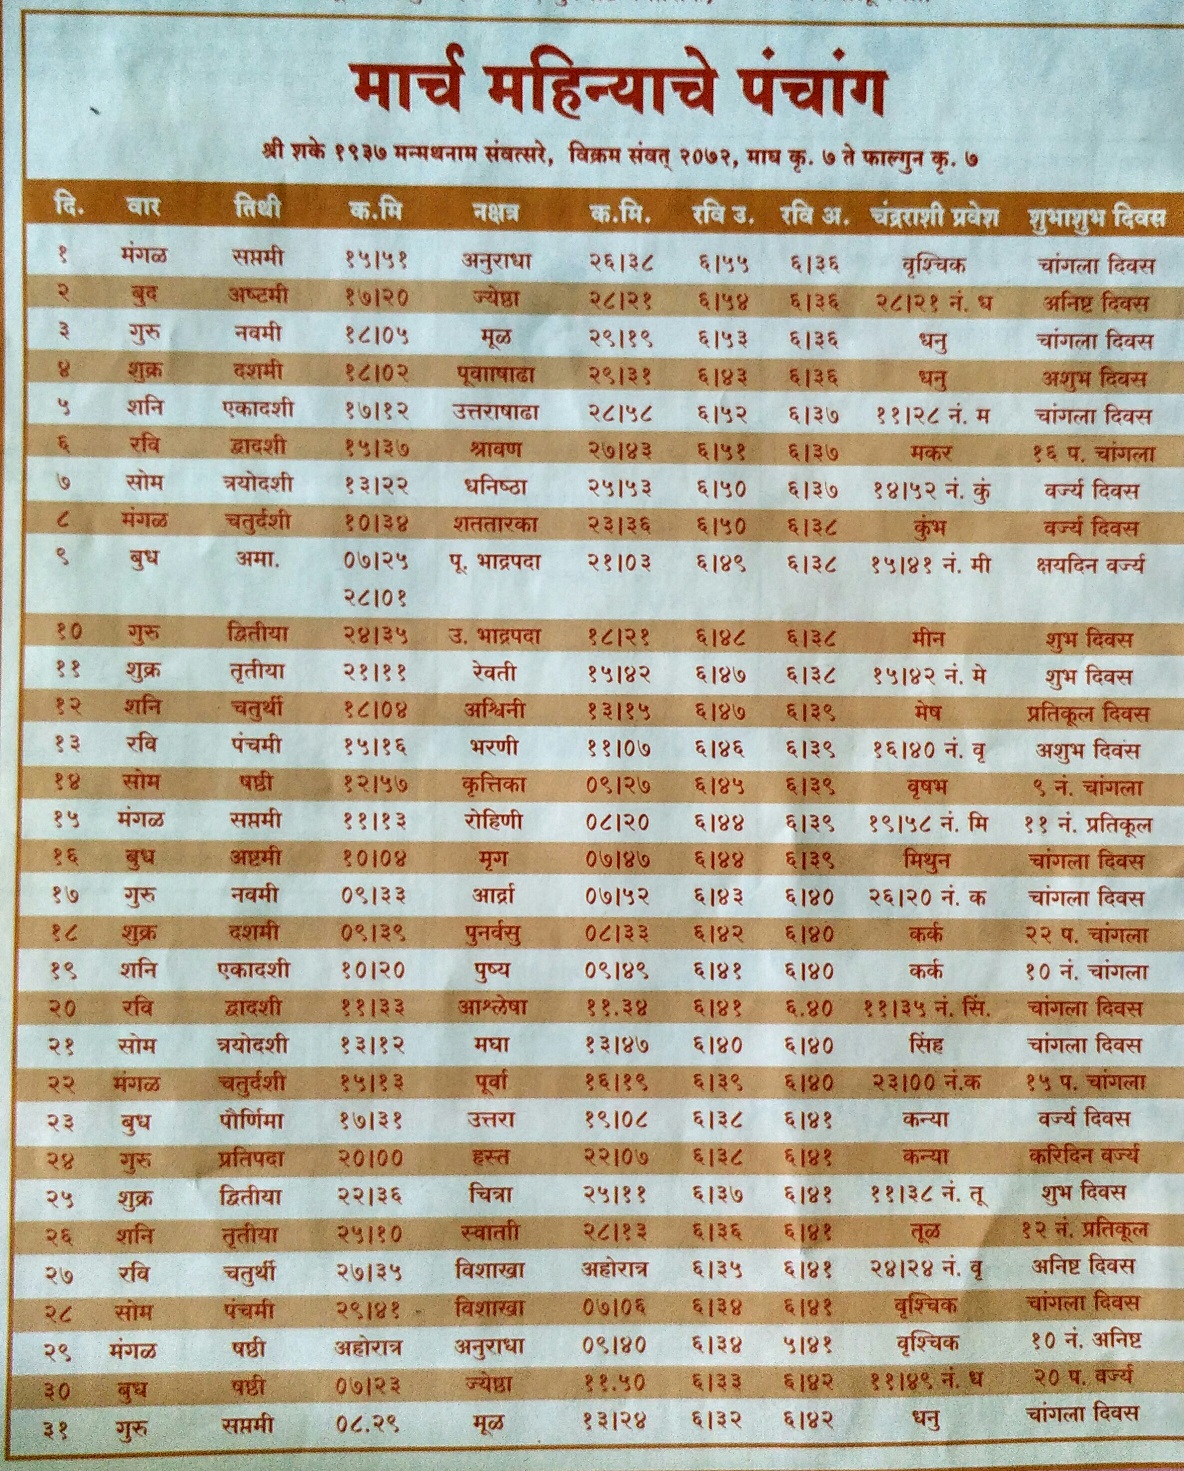 मार्च महिन्याचे पंचांग
श्री शके १९३७ मन्मथनाम संवत्सरे, विक्रम संवत् २०७२, माघ कृ. ७ ते फाल्गुन कृ. ७
दि. वार तिथी क.मि नक्षत्र क.मि. रवि उ. रवि अ. चंद्रराशी प्रवेश शुभाशुभ दिवस
१ मंगळ सप्तमी १५|५१ अनुराधा २६|३८ ६|५५ ६|३६ वृश्चिक चांगला दिवस
२ बुद अष्टमी १७|२० ज्येष्ठा २८|२१ ६|५४ ६|३६ २८|२१ नं. ध अनिष्ट दिवस
३ गुरु नवमी १८|०५ मूळ २९|१९ ६|५३ ६|३६ धनु चांगला दिवस
४ शुक्र दशमी १८|०२ पूर्वााषाढा २९|३१ ६|४३ ६|३६ धनु अशुभ दिवस
५ शनि एकादशी १७|१२ उत्तराषाढा २८|५८ ६|५२ ६|३७ ११|२८ नं. म चांगला दिवस
६ रवि द्वादशी १५|३७ श्रावण २७|४३ ६|५१ ६|३७ मकर १६ प. चांगला
७ सोम त्रयोदशी १३|२२ धनिष्ठा २५|५३ ६|५० ६|३७ १४|५२ नं. कुं वर्ज्य दिवस
८ मंगळ चतुर्दशी १०|३४ शततारका २३|३६ ६|५० ६|३८ कुंभ वर्ज्य दिवस
९ बुध अमा. ०७|२५ पू. भाद्रपदा २१|०३ ६|४९ ६|३८ १५|४१ नं. मी क्षयदिन वर्ज्य
२८|०१
१० गुरु द्वितीया २४|३५ उ. भाद्रपदा १८|२१ ६|४८ ६|३८ मीन शुभ दिवस
११ शुक्र तृतीया २१|११ रेवती १५|४२ ६|४७ ६|३८ १५|४२ नं. मे शुभ दिवस
१२ शनि चतुर्थी १८|०४ अश्विनी १३|१५ ६|४७ ६|३९ मेष प्रतिकूल दिवस
१३ रवि पंचमी १५|१६ भरणी ११|०७ ६|४६ ६|३९ १६|४० नं. वृ अशुभ दिवस
१४ सोम षष्ठी १२|५७ कृत्तिका ०९|२७ ६|४५ ६|३९ वृषभ ९ नं. चांगला
१५ मंगळ सप्तमी ११|१३ रोहिणी ०८|२० ६|४४ ६|३९ १९|५८ नं. मि ११ नं. प्रतिकूल
१६ बुध अष्टमी १०|०४ मृग ०७|४७ ६|४४ ६|३९ मिथुन चांगला दिवस
१७ गुरु नवमी ०९|३३ आर्द्रा ०७|५२ ६|४३ ६|४० २६|२० नं. क चांगला दिवस
१८ शुक्र दशमी ०९|३९ पुनर्वसु ०८|३३ ६|४२ ६|४० कर्क २२ प. चांगला
१९ शनि एकादशी १०|२० पुष्य ०९|४९ ६|४१ ६|४० कर्क १० नं. चांगला
२० रवि द्वादशी ११|३३ आश्लेषा ११.३४ ६|४१ ६.४० ११|३५ नं. सिं. चांगला दिवस
२१ सोम त्रयोदशी १३|१२ मघा १३|४७ ६|४० ६|४० सिंह चांगला दिवस
२२ मंगळ चतुर्दशी १५|१३ पूर्वा १६|१९ ६|३९ ६|४० २३|०० नं.क १५ प. चांगला
२३ बुध पौर्णिमा १७|३१ उत्तरा १९|०८ ६|३८ ६|४१ कन्या वर्ज्य दिवस
२४ गुरु प्रतिपदा २०|०० हस्त २२|०७ ६|३८ ६|४१ कन्या करिदिन वर्ज्य
२५ शुक्र द्वितीया २२|३६ चित्रा २५|११ ६|३७ ६|४१ ११|३८ नं. तू शुभ दिवस
२६ शनि तृतीया २५|१० स्वाताी २८|१३ ६|३६ ६|४१ तूळ १२ नं. प्रतिकूल
२७ रवि चतुर्थी २७|३५ विशाखा अहोरात्र ६|३५ ६|४१ २४|२४ नं. वृ अनिष्ट दिवस
२८ सोम पंचमी २९|४१ विशाखा ०७|०६ ६|३४ ६|४१ वृश्चिक चांगला दिवस
२९ मंगळ षष्ठी अहोरात्र अनुराधा ०९|४० ६|३४ ५|४१ वृश्चिक १० नं. अनिष्ट
३० बुध षष्ठी ०७|२३ ज्येष्ठा ११.५० ६|३३ ६|४२ ११|४९ नं. ध २० प. वर्ज्य
३१ गुरु सप्तमी ०८.२९ मूळ १३|२४ ६|३२ ६|४२ धनु चांगला दिवस